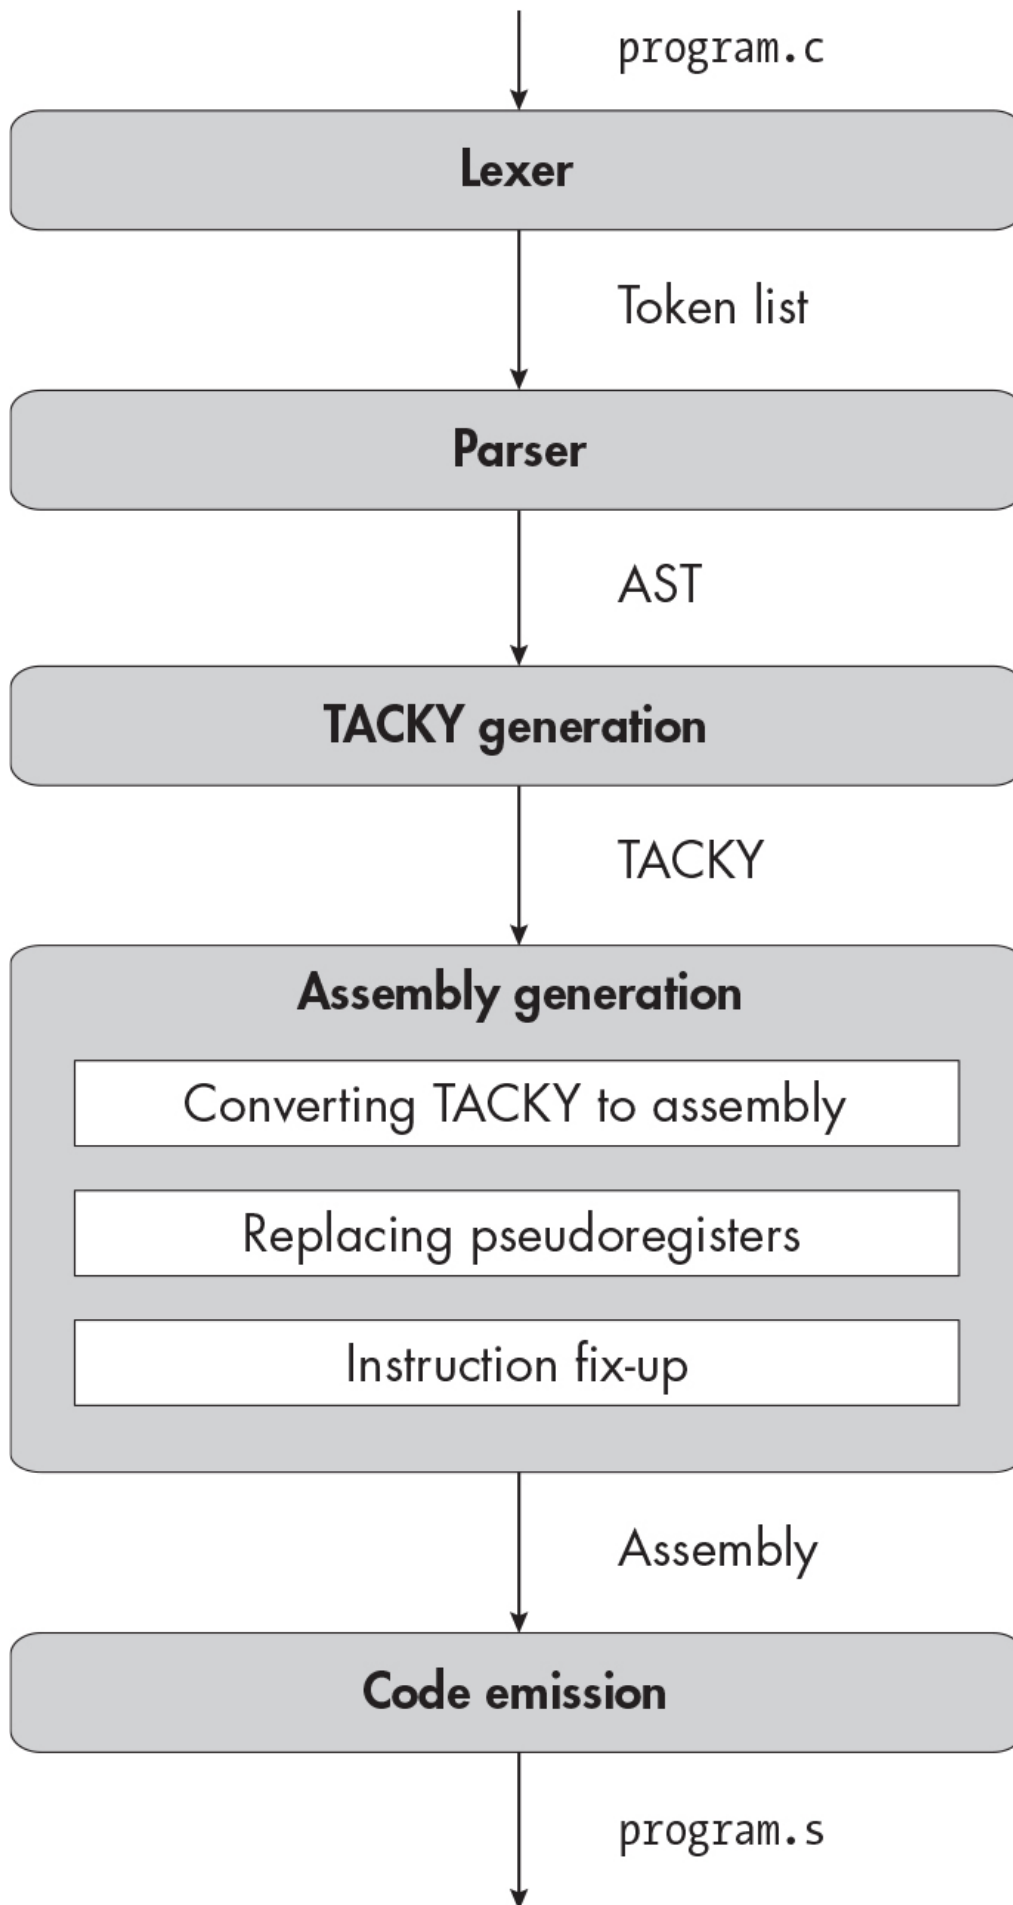 program.c
Lexer
Token list
Parser
AST
TACKY generation
TACKY
Assembly generation
Converting TACKY to assembly
Replacing pseudoregisters
Instruction fix-up
Assembly
Code emission
program.s